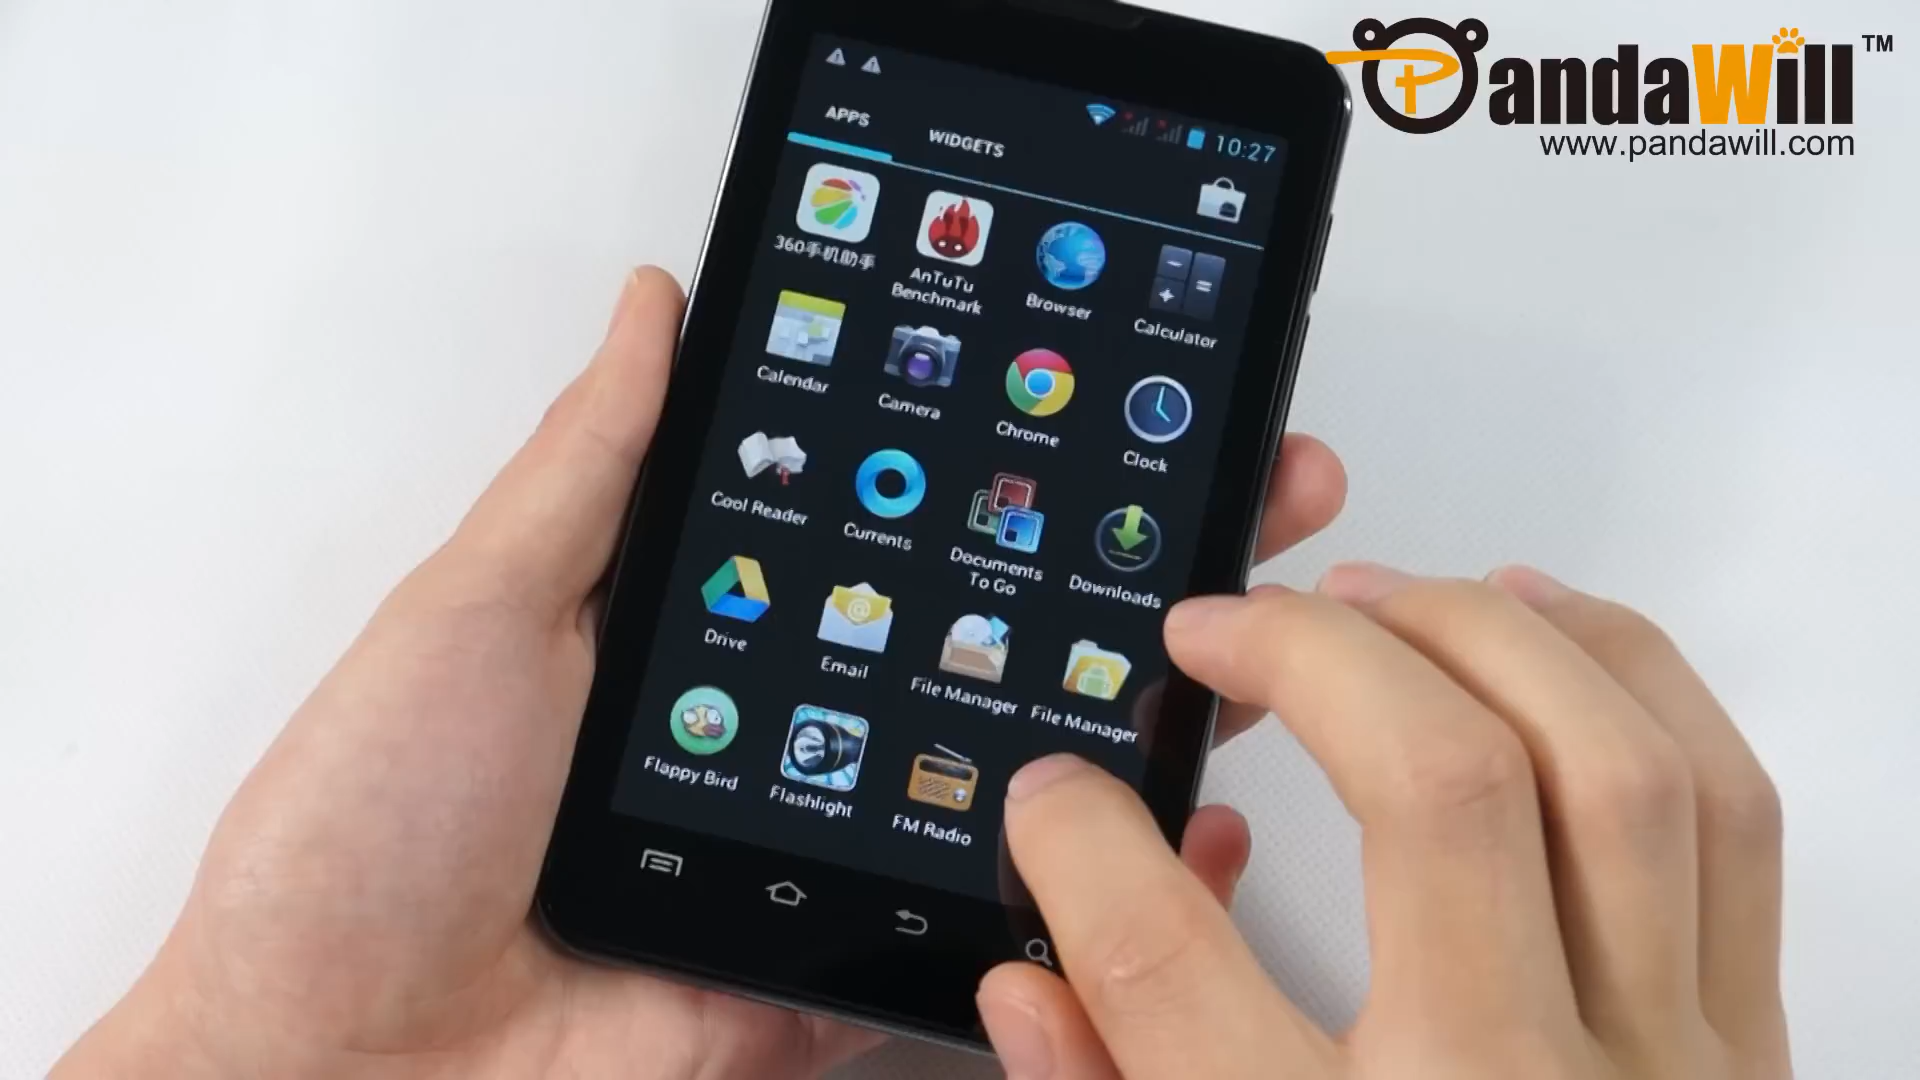 PandaWill™
www.pandawill.com
10:27
APPS WIDGETS
360手机助手
AnTuTu
Benchmark
Browser
Calculator
Calendar
Camera
Chrome
Clock
Cool Reader
Currents
Documents
To Go
Downloads
Drive
Email
File Manager
File Manager
Flappy Bird
Flashlight
FM Radio